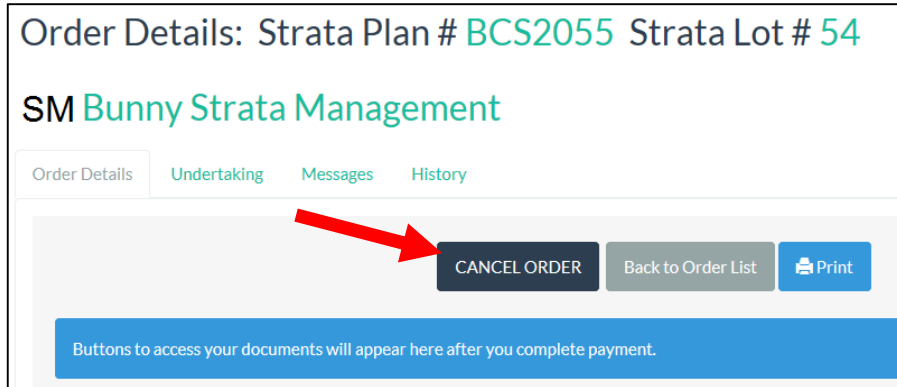 Order Details: Strata Plan # BCS2055 Strata Lot # 54
SM Bunny Strata Management
Order Details Undertaking Messages History
CANCEL ORDER Back to Order List Print
Buttons to access your documents will appear here after you complete payment.